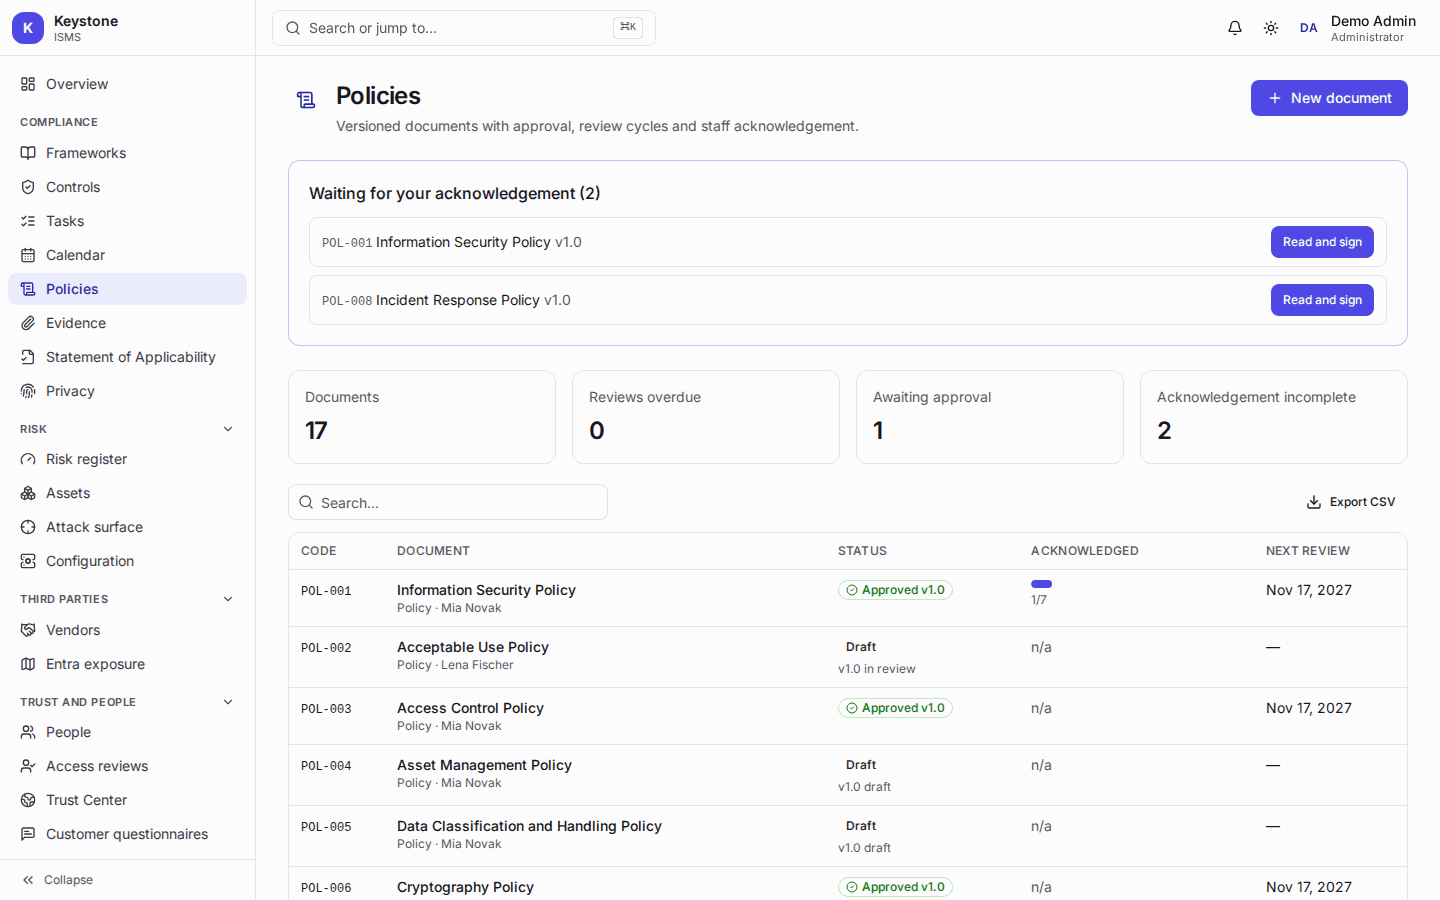 K
Keystone
ISMS
Search or jump to...
⌘K
DA
Demo Admin
Administrator
Overview
COMPLIANCE
Frameworks
Controls
Tasks
Calendar
Policies
Evidence
Statement of Applicability
Privacy
RISK
Risk register
Assets
Attack surface
Configuration
THIRD PARTIES
Vendors
Entra exposure
TRUST AND PEOPLE
People
Access reviews
Trust Center
Customer questionnaires
Collapse
Policies
Versioned documents with approval, review cycles and staff acknowledgement.
New document
Waiting for your acknowledgement (2)
POL-001 Information Security Policy v1.0
Read and sign
POL-008 Incident Response Policy v1.0
Read and sign
Documents
17
Reviews overdue
0
Awaiting approval
1
Acknowledgement incomplete
2
Search...
Export CSV
CODE DOCUMENT STATUS ACKNOWLEDGED NEXT REVIEW
POL-001 Information Security Policy Approved v1.0 Nov 17, 2027
Policy · Mia Novak 1/7
POL-002 Acceptable Use Policy Draft n/a —
Policy · Lena Fischer v1.0 in review
POL-003 Access Control Policy Approved v1.0 n/a Nov 17, 2027
Policy · Mia Novak
POL-004 Asset Management Policy Draft n/a —
Policy · Mia Novak v1.0 draft
POL-005 Data Classification and Handling Policy Draft n/a —
Policy · Mia Novak v1.0 draft
POL-006 Cryptography Policy Approved v1.0 n/a Nov 17, 2027